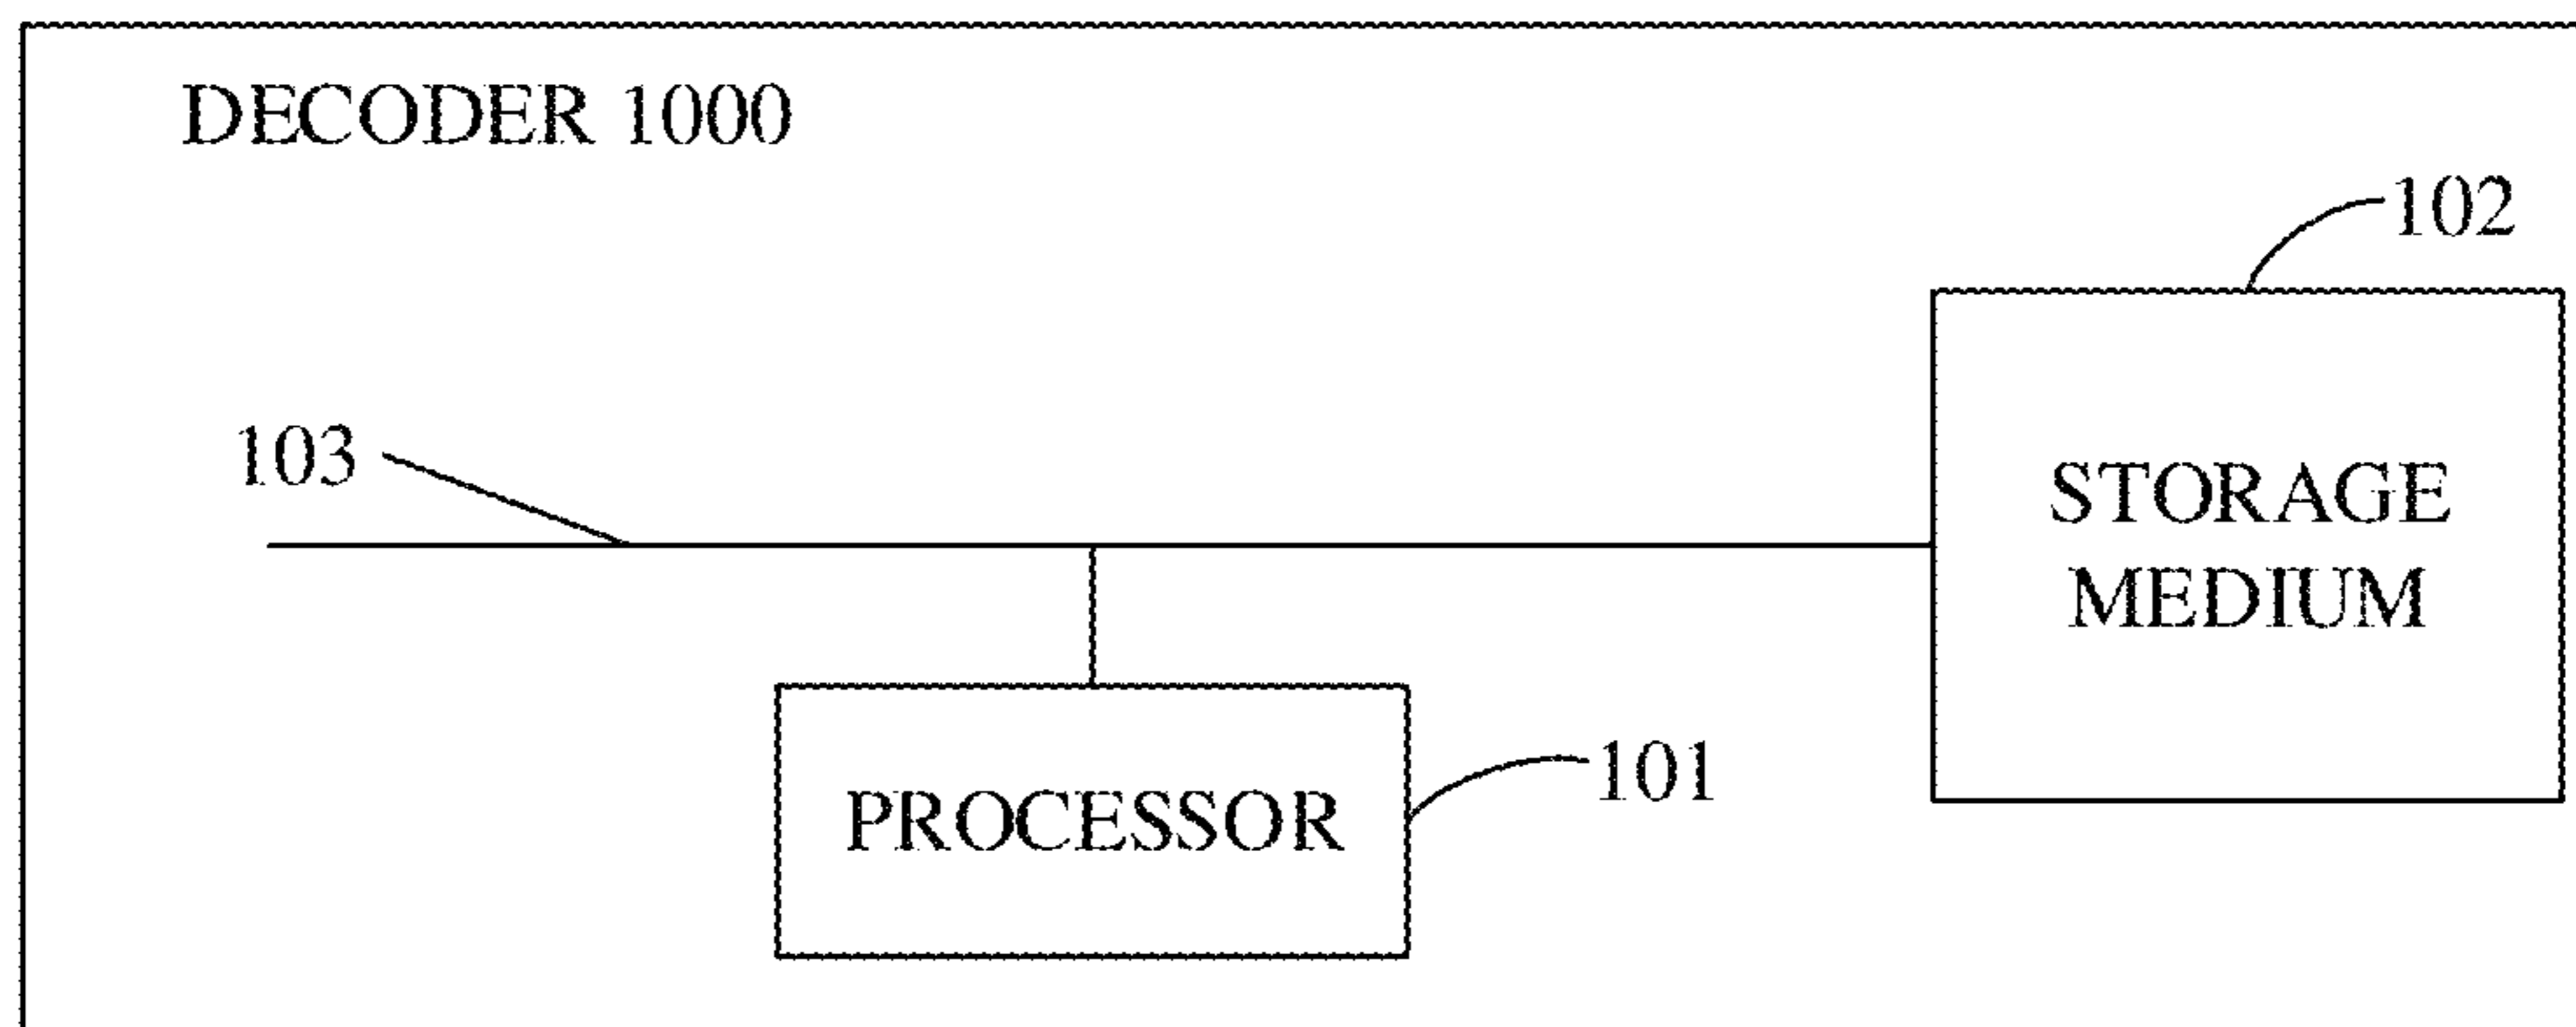 DECODER 1000
102
103
STORAGE
MEDIUM
101
PROCESSOR